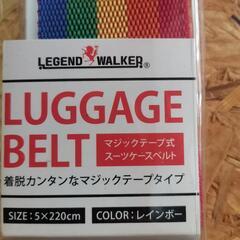 LEGEND WALKER®
LUGGAGE
BELT
マジックテープ式
スーツケースベルト
着脱カンタンなマジックテープタイプ
SIZE:5×220cm
COLOR:レインボー